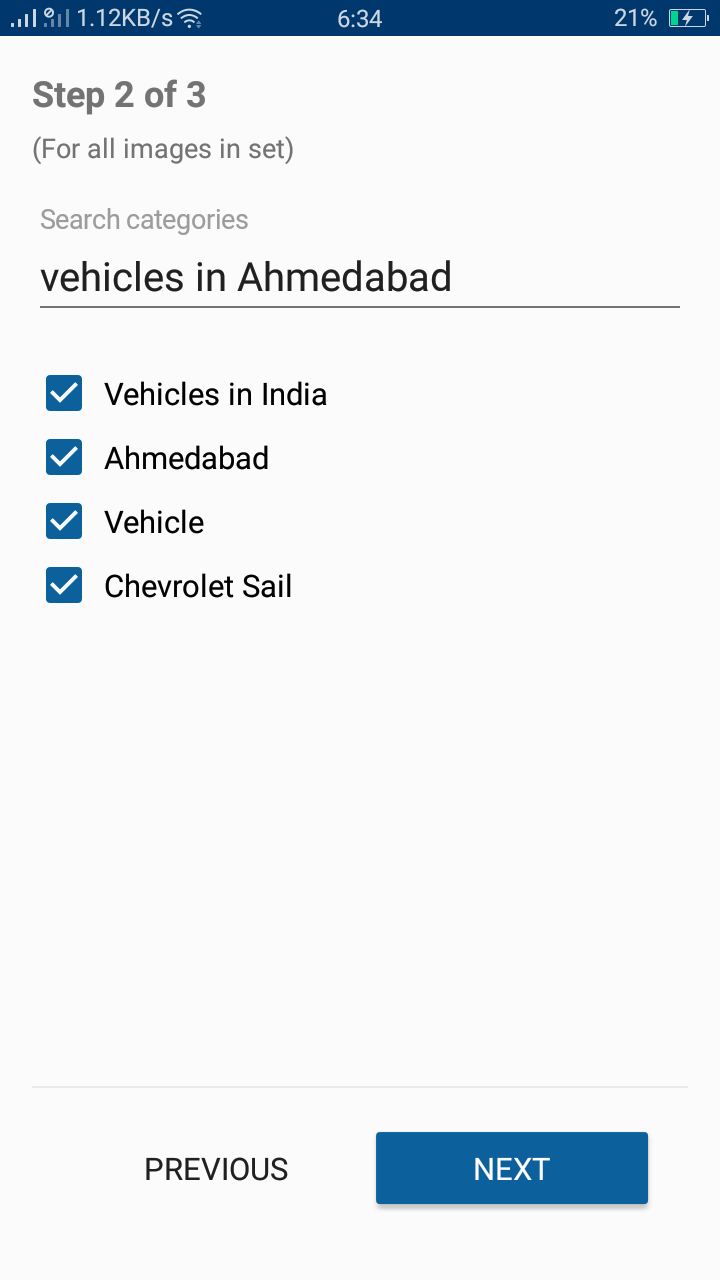 1.12KB/s 6:34 21%
Step 2 of 3
(For all images in set)
Search categories
vehicles in Ahmedabad
Vehicles in India
Ahmedabad
Vehicle
Chevrolet Sail
PREVIOUS NEXT